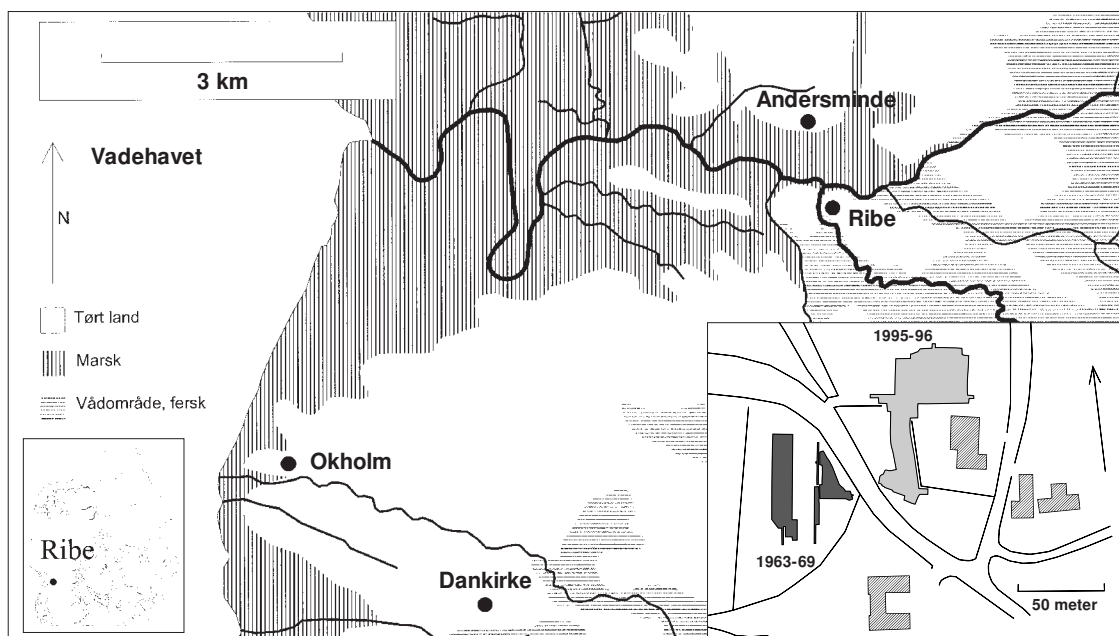 3 km
Vadehavet
N
Tørt land
Marsk
Vådområde, fersk
Ribe
Andersminde
Ribe
Okholm
Dankirke
1995-96
1963-69
50 meter